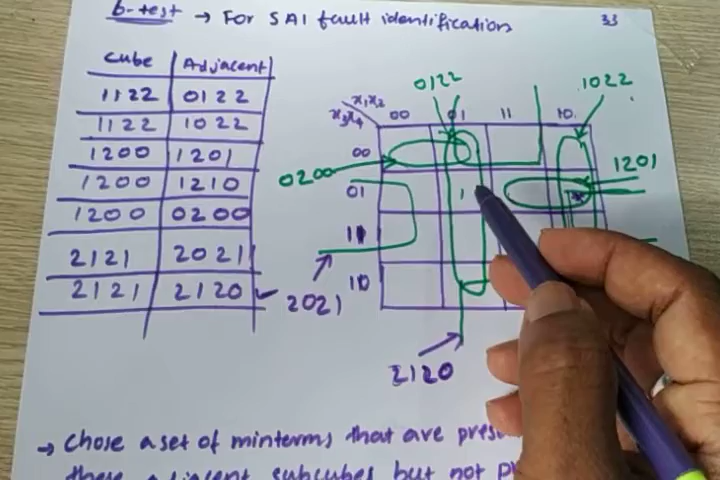 b-test → For SA1 fault identification 33
Cube Adjacent
1122 0122
1122 1022
1200 1201
1200 1210
1200 0200
2121 2021
2121 2120 ✓
0122
1022
x1x2
x3x4
00 01 11 10
00
01
11
10
1
1201
0200
2021
2120
→ Chose a set of minterms that are
these adjacent subcubes but not